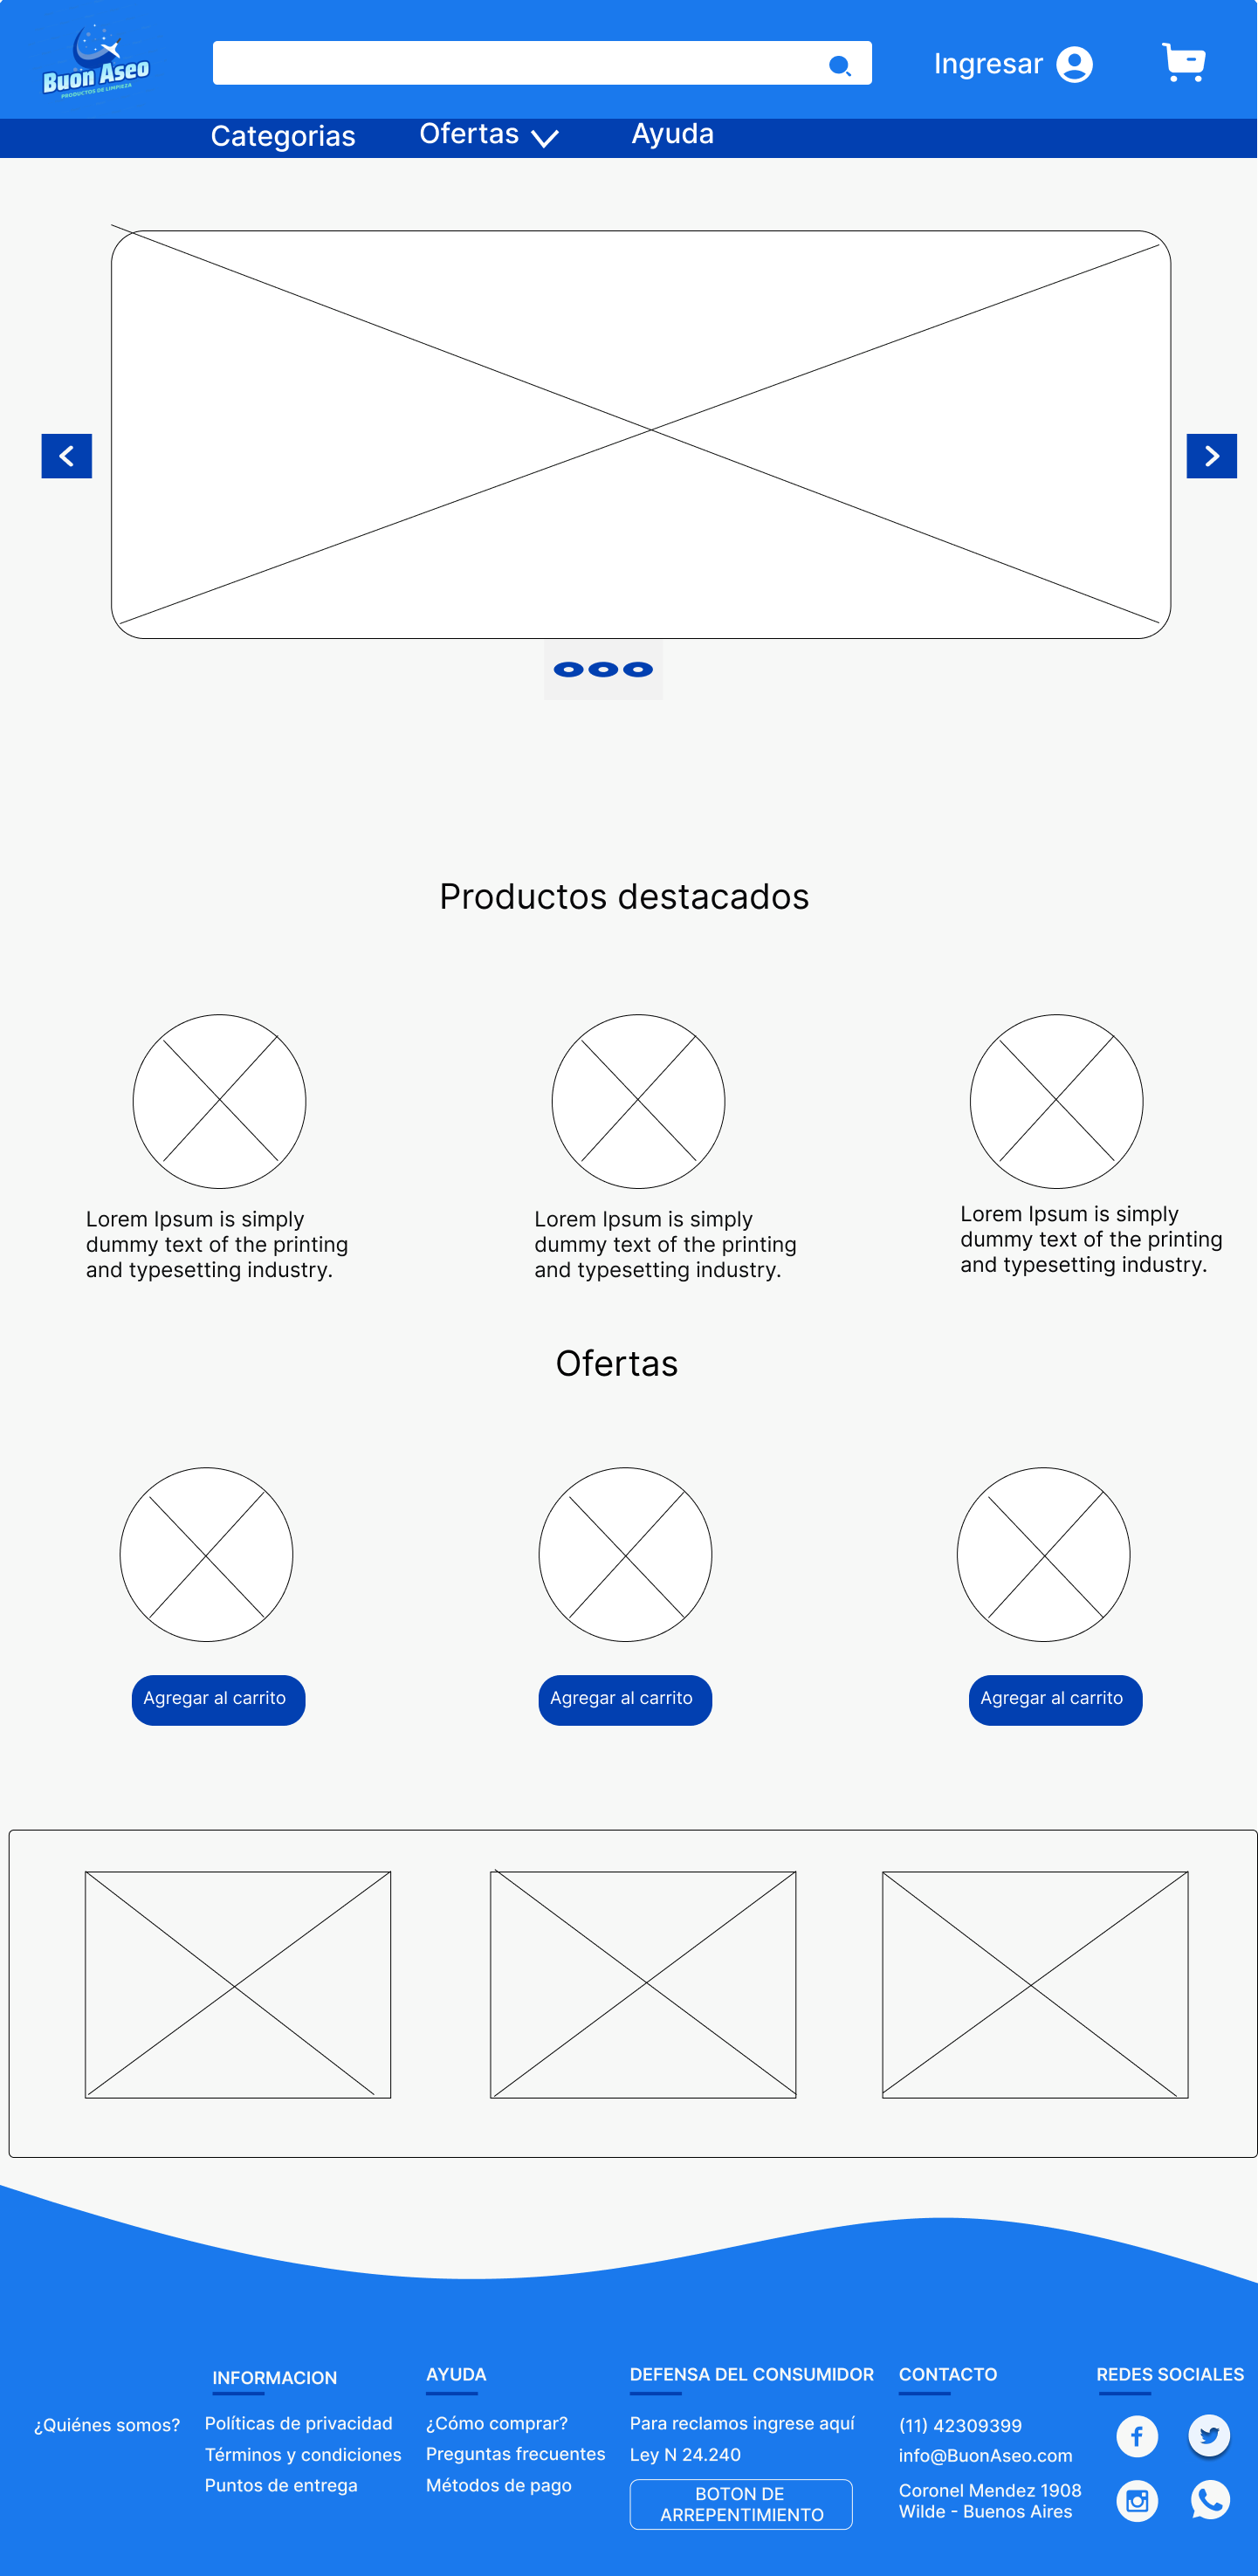 Buon Aseo
PRODUCTOS DE LIMPIEZA
Ingresar
Categorias
Ofertas
Ayuda
Productos destacados
Lorem Ipsum is simply
dummy text of the printing
and typesetting industry.
Lorem Ipsum is simply
dummy text of the printing
and typesetting industry.
Lorem Ipsum is simply
dummy text of the printing
and typesetting industry.
Ofertas
Agregar al carrito
Agregar al carrito
Agregar al carrito
¿Quiénes somos?
INFORMACION
Políticas de privacidad
Términos y condiciones
Puntos de entrega
AYUDA
¿Cómo comprar?
Preguntas frecuentes
Métodos de pago
DEFENSA DEL CONSUMIDOR
Para reclamos ingrese aquí
Ley N 24.240
BOTON DE
ARREPENTIMIENTO
CONTACTO
(11) 42309399
info@BuonAseo.com
Coronel Mendez 1908
Wilde - Buenos Aires
REDES SOCIALES